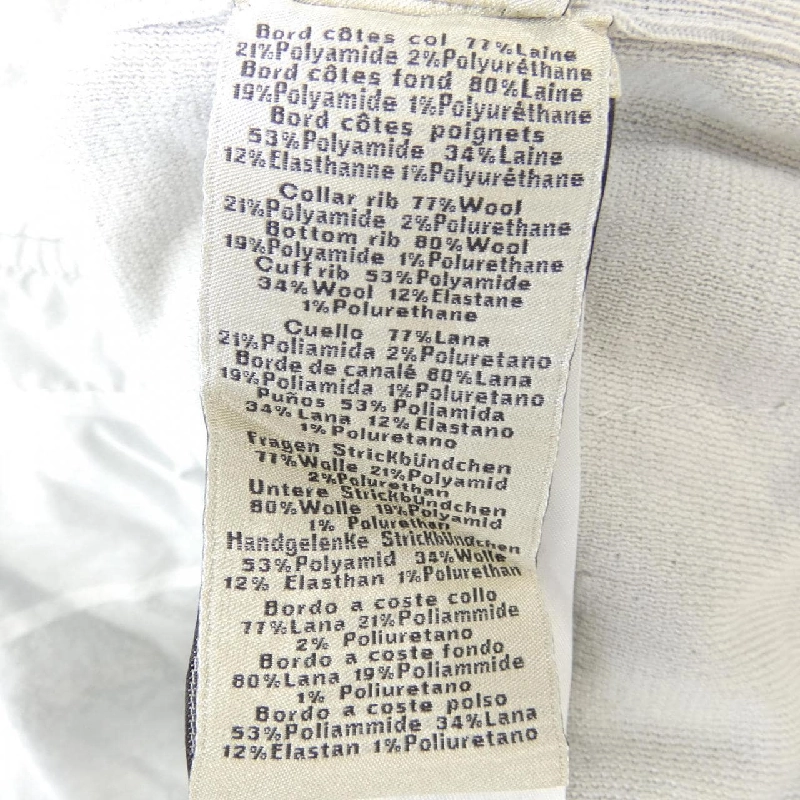 Bord côtes col 77%Laine
21%Polyamide 2%Polyuréthane
Bord côtes fond 80%Laine
19%Polyamide 1%Polyuréthane
Bord côtes poignets
53%Polyamide 34%Laine
12%Elasthanne 1%Polyuréthane
Collar rib 77%Wool
21%Polyamide 2%Polurethane
Bottom rib 80%Wool
19%Polyamide 1%Polurethane
Cuff rib 53%Polyamide
34%Wool 12%Elastane
1%Polurethane
Cuello 77%Lana
21%Poliamida 2%Poluretano
Borde de canalé 80%Lana
19%Poliamida 1%Poluretano
Puños 53% Poliamida
34% Lana 12% Elastano
1% Poluretano
Fragen Strickbündchen
77%Wolle 21%Polyamid
2%Polurethan
Untere Strickbündchen
80%Wolle 19%Polyamid
1% Polurethan
Handgelenke Strickbündchen
53%Polyamid 34%Wolle
12% Elasthan 1%Polurethan
Bordo a coste collo
77%Lana 21%Poliammide
2% Poliuretano
Bordo a coste fondo
80%Lana 19%Poliammide
1% Poliuretano
Bordo a coste polso
53%Poliammide 34%Lana
12%Elastan 1%Poliuretano